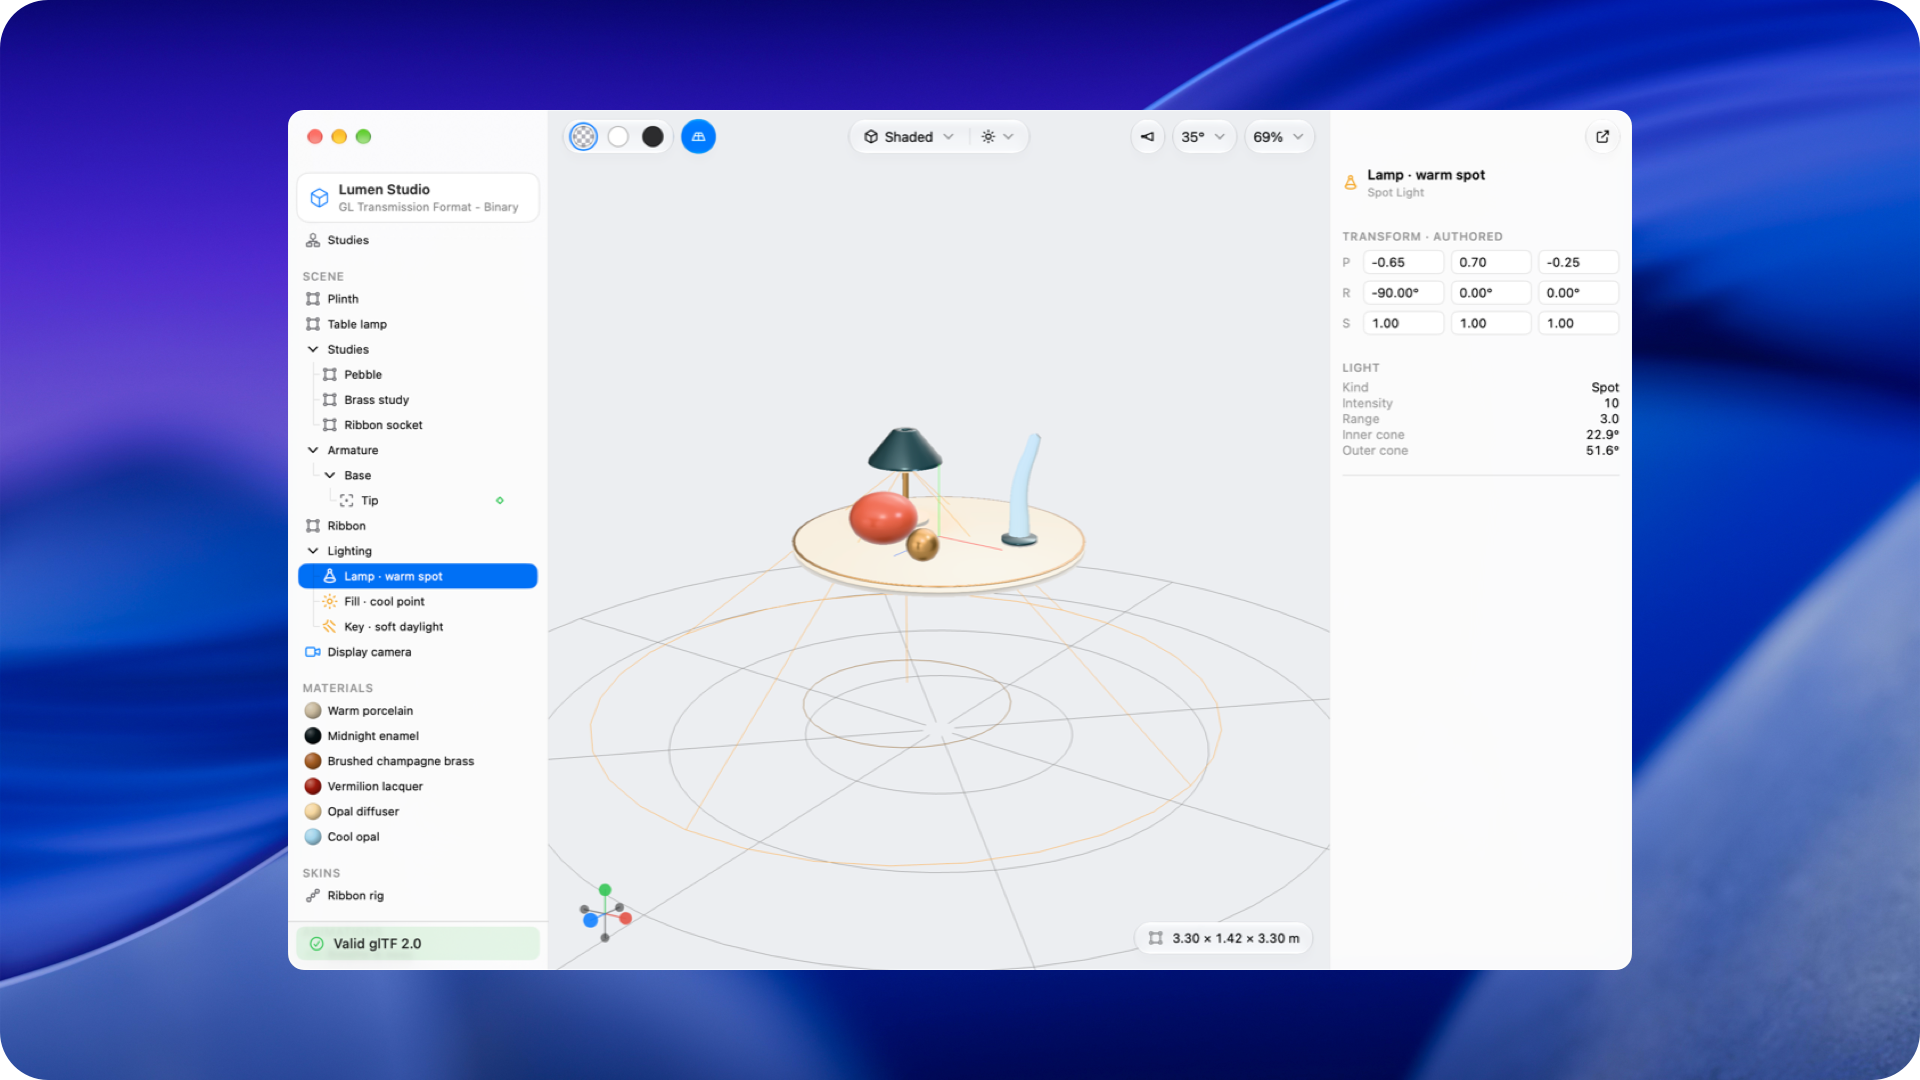 Lumen Studio
GL Transmission Format - Binary
Studies
SCENE
Plinth
Table lamp
Studies
Pebble
Brass study
Ribbon socket
Armature
Base
Tip
Ribbon
Lighting
Lamp · warm spot
Fill · cool point
Key · soft daylight
Display camera
MATERIALS
Warm porcelain
Midnight enamel
Brushed champagne brass
Vermilion lacquer
Opal diffuser
Cool opal
SKINS
Ribbon rig
Valid glTF 2.0
Shaded
35°
69%
3.30 × 1.42 × 3.30 m
Lamp · warm spot
Spot Light
TRANSFORM · AUTHORED
P -0.65 0.70 -0.25
R -90.00° 0.00° 0.00°
S 1.00 1.00 1.00
LIGHT
Kind Spot
Intensity 10
Range 3.0
Inner cone 22.9°
Outer cone 51.6°